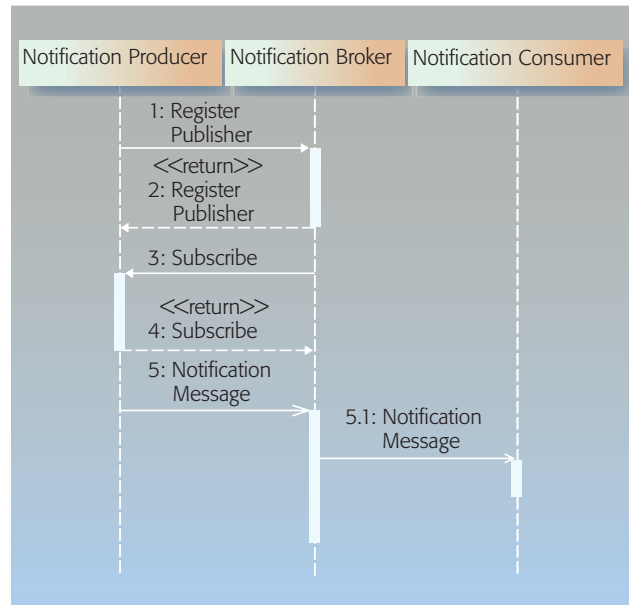 Notification Producer
Notification Broker
Notification Consumer
1: Register
Publisher
<<return>>
2: Register
Publisher
3: Subscribe
<<return>>
4: Subscribe
5: Notification
Message
5.1: Notification
Message